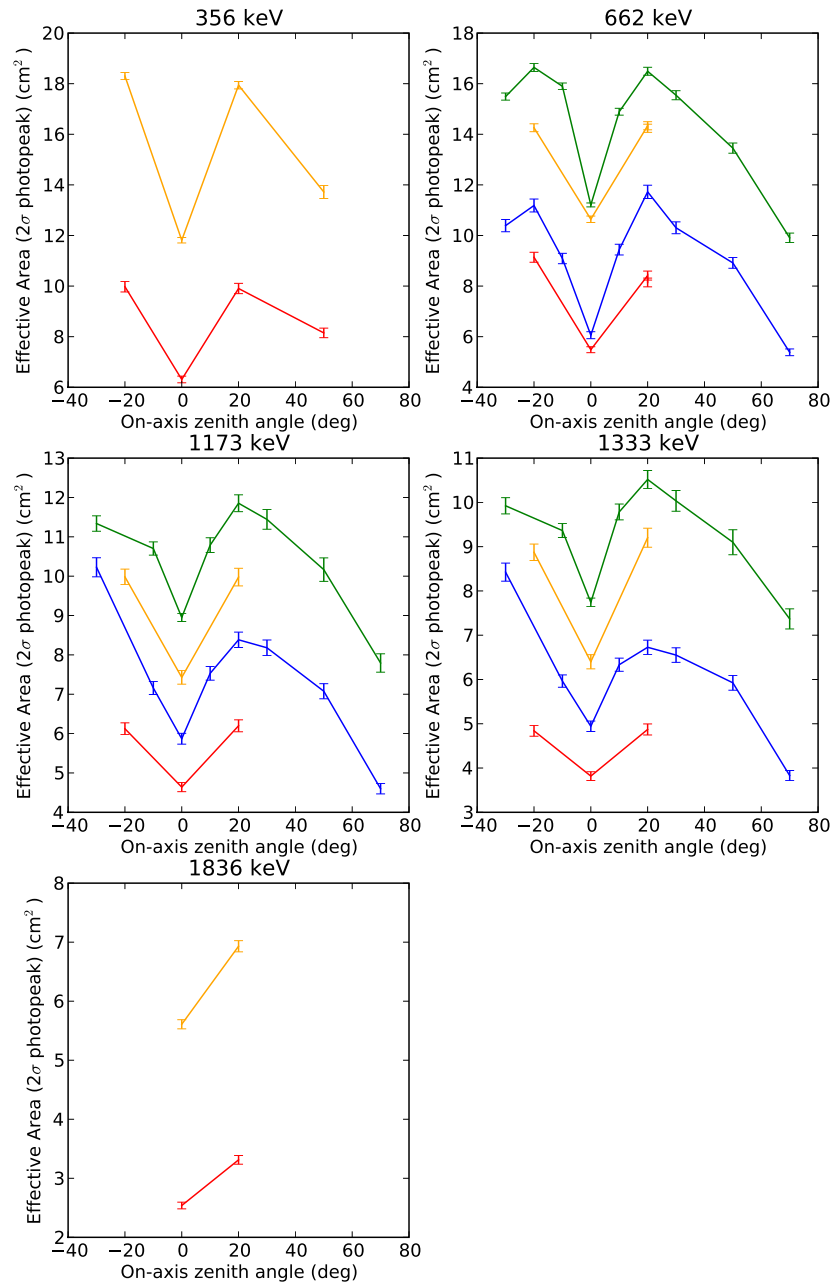 356 keV
Effective Area (2σ photopeak) (cm²)
20
18
16
14
12
10
8
6
−40 −20 0 20 40 60 80
On-axis zenith angle (deg)
662 keV
Effective Area (2σ photopeak) (cm²)
18
16
14
12
10
8
6
4
−40 −20 0 20 40 60 80
On-axis zenith angle (deg)
1173 keV
Effective Area (2σ photopeak) (cm²)
13
12
11
10
9
8
7
6
5
4
−40 −20 0 20 40 60 80
On-axis zenith angle (deg)
1333 keV
Effective Area (2σ photopeak) (cm²)
11
10
9
8
7
6
5
4
3
−40 −20 0 20 40 60 80
On-axis zenith angle (deg)
1836 keV
Effective Area (2σ photopeak) (cm²)
8
7
6
5
4
3
2
−40 −20 0 20 40 60 80
On-axis zenith angle (deg)